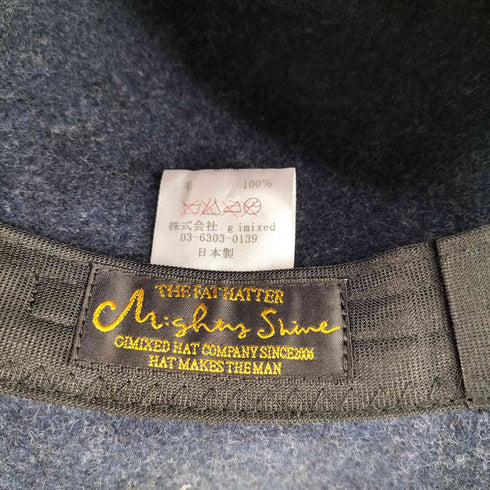 毛 100%
株式会社 gimixed
03-6303-0139
日本製
THE FAT HATTER
Mighty Shine
GIMIXED HAT COMPANY SINCE2006
HAT MAKES THE MAN